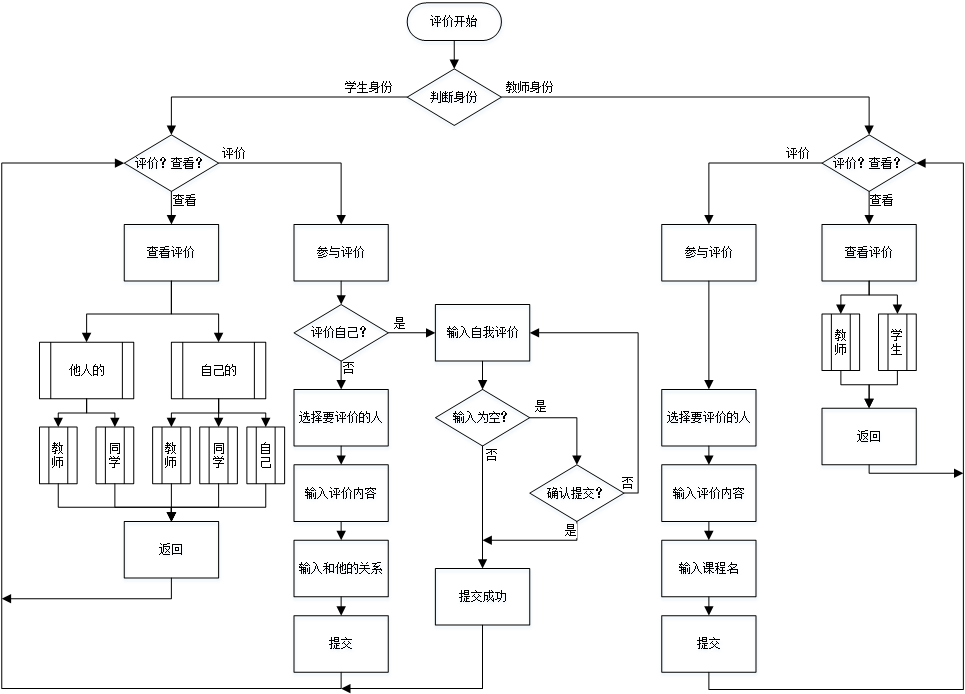 评价开始
学生身份
判断身份
教师身份
评价？查看？
评价
评价
评价？查看？
查看
查看
查看评价
参与评价
参与评价
查看评价
评价自己？
是
输入自我评价
教师
学生
否
他人的
自己的
选择要评价的人
输入为空？
是
选择要评价的人
返回
教师
同学
教师
同学
自己
否
输入评价内容
确认提交？
否
输入评价内容
是
返回
输入和他的关系
提交成功
输入课程名
提交
提交